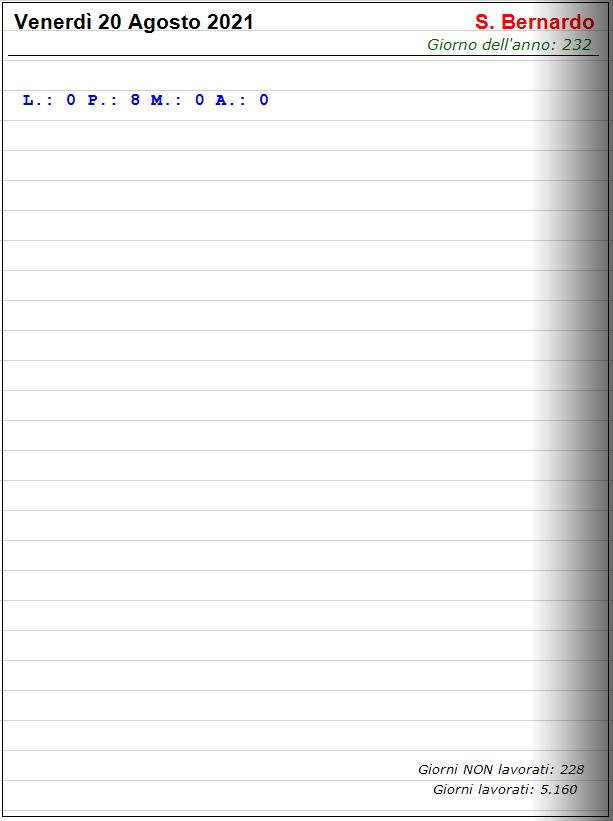 Venerdì 20 Agosto 2021 S. Bernardo
Giorno dell'anno: 232
L.: 0 P.: 8 M.: 0 A.: 0
Giorni NON lavorati: 228
Giorni lavorati: 5.160